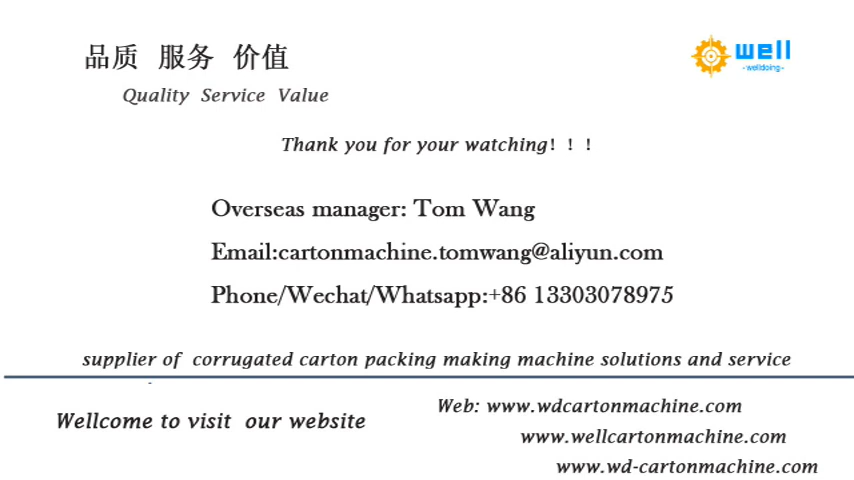 品质 服务 价值
Quality Service Value
well
-welldoing-
Thank you for your watching！！！
Overseas manager: Tom Wang
Email:cartonmachine.tomwang@aliyun.com
Phone/Wechat/Whatsapp:+86 13303078975
supplier of corrugated carton packing making machine solutions and service
Wellcome to visit our website
Web: www.wdcartonmachine.com
www.wellcartonmachine.com
www.wd-cartonmachine.com